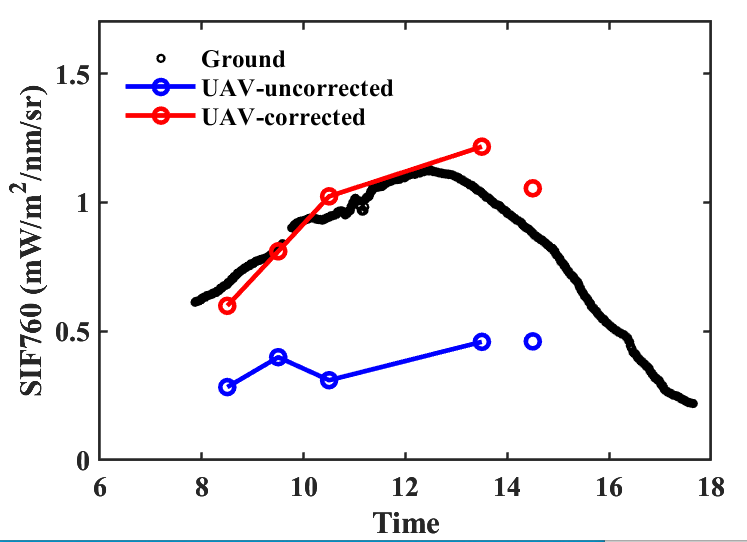 Ground
UAV-uncorrected
UAV-corrected
SIF760 (mW/m²/nm/sr)
1.5
1
0.5
0
6 8 10 12 14 16 18
Time